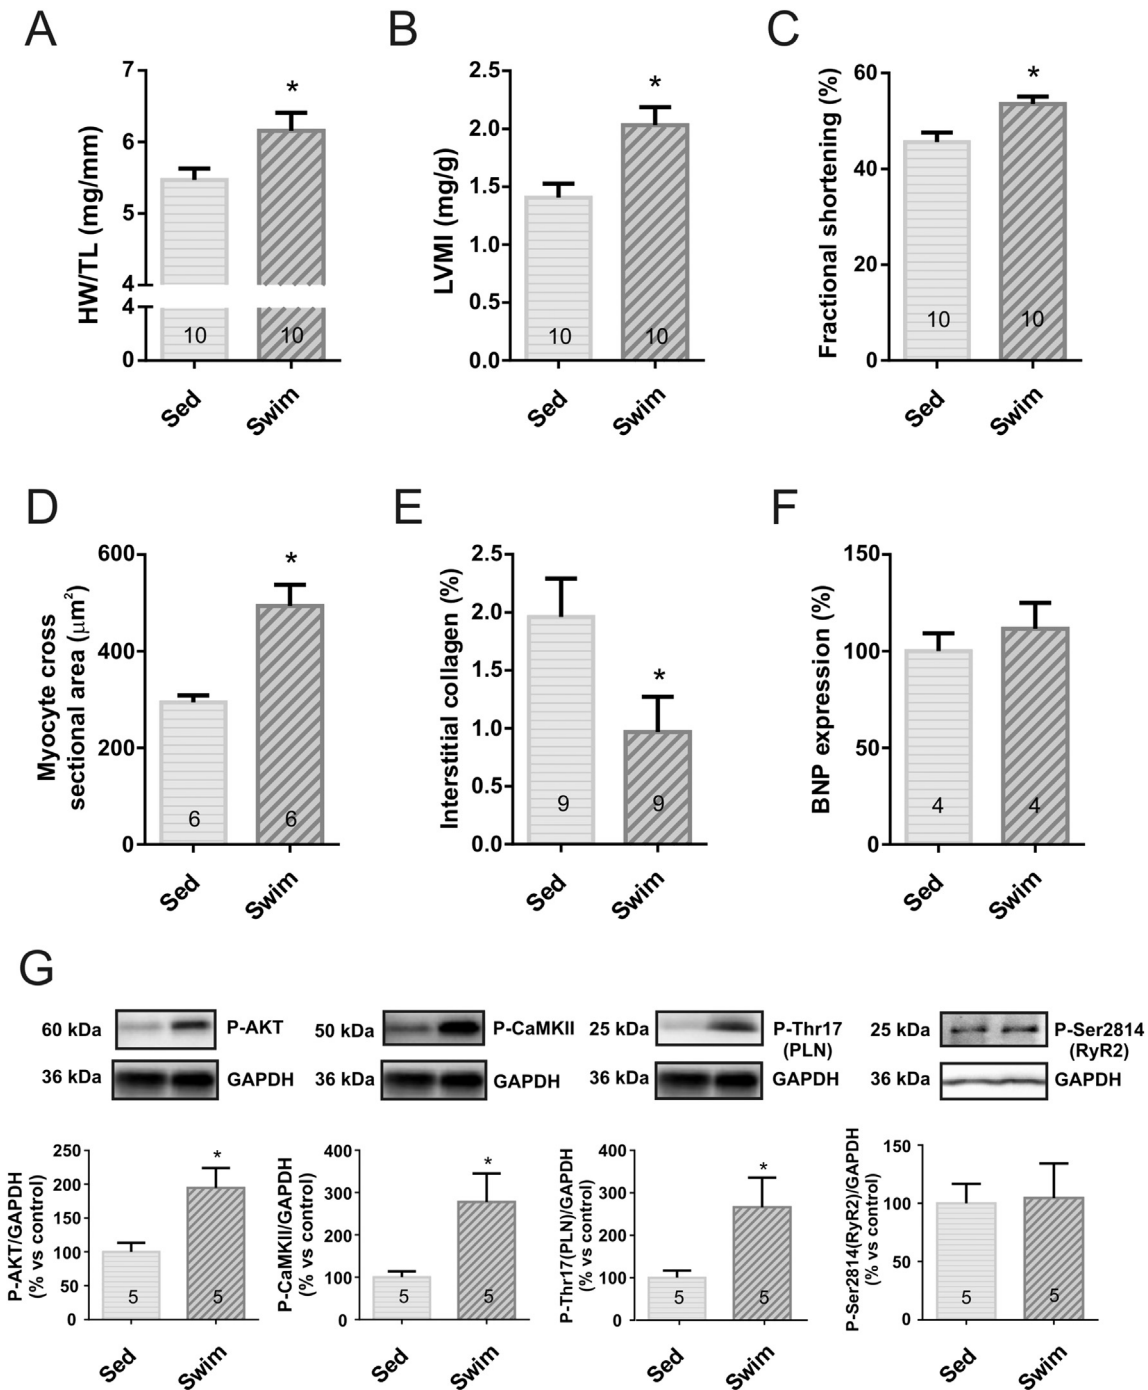 A
HW/TL (mg/mm)
7
6
5
4
4
0
10
10
Sed
Swim
B
LVMI (mg/g)
2.5
2.0
1.5
1.0
0.5
0.0
10
10
Sed
Swim
C
Fractional shortening (%)
60
40
20
0
*
*
*
10
10
Sed
Swim
D
Myocyte cross
sectional area (μm²)
600
400
200
0
*
6
6
Sed
Swim
E
Interstitial collagen (%)
2.5
2.0
1.5
1.0
0.5
0.0
*
9
9
Sed
Swim
F
BNP expression (%)
150
100
50
0
4
4
Sed
Swim
G
60 kDa
P-AKT
36 kDa
GAPDH
50 kDa
P-CaMKII
36 kDa
GAPDH
25 kDa
P-Thr17
(PLN)
36 kDa
GAPDH
25 kDa
P-Ser2814
(RyR2)
36 kDa
GAPDH
P-AKT/GAPDH
(% vs control)
250
200
150
100
50
0
*
5
5
Sed
Swim
P-CaMKII/GAPDH
(% vs control)
400
300
200
100
0
*
5
5
Sed
Swim
P-Thr17(PLN)/GAPDH
(% vs control)
400
300
200
100
0
*
5
5
Sed
Swim
P-Ser2814(RyR2)/GAPDH
(% vs control)
150
100
50
0
5
5
Sed
Swim